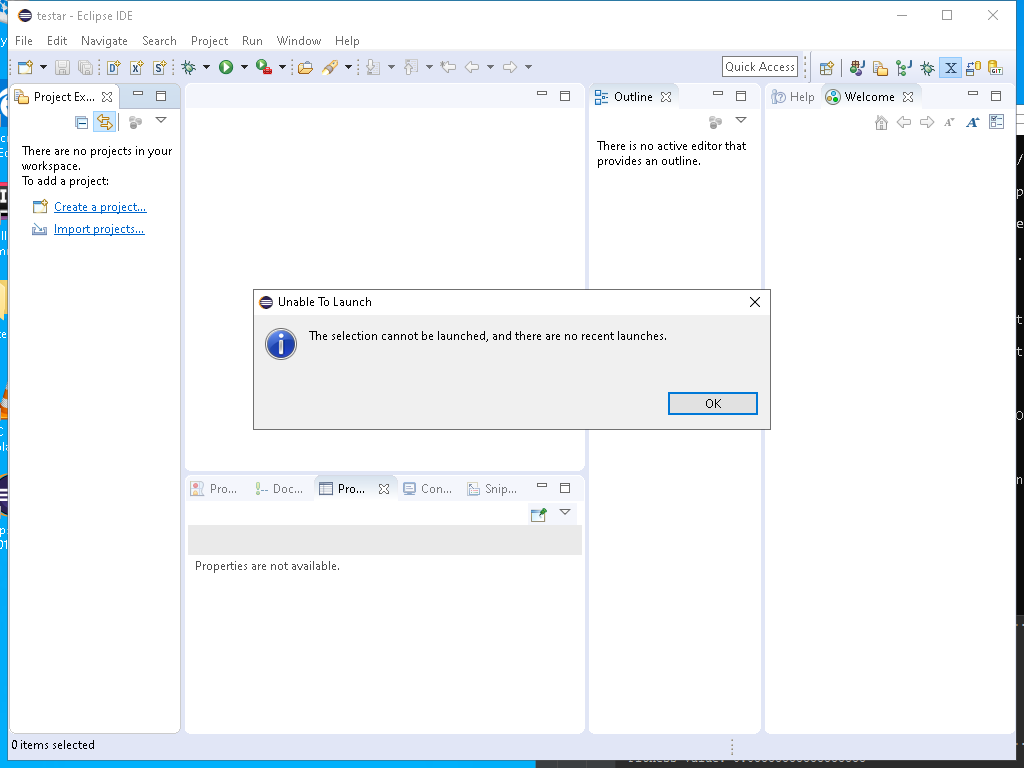 testar - Eclipse IDE
File Edit Navigate Search Project Run Window Help
Quick Access
Project Ex...
There are no projects in your
workspace.
To add a project:
Create a project...
Import projects...
Outline
There is no active editor that
provides an outline.
Help
Welcome
Unable To Launch
The selection cannot be launched, and there are no recent launches.
OK
Pro... Doc... Pro... Con... Snip...
Properties are not available.
0 items selected